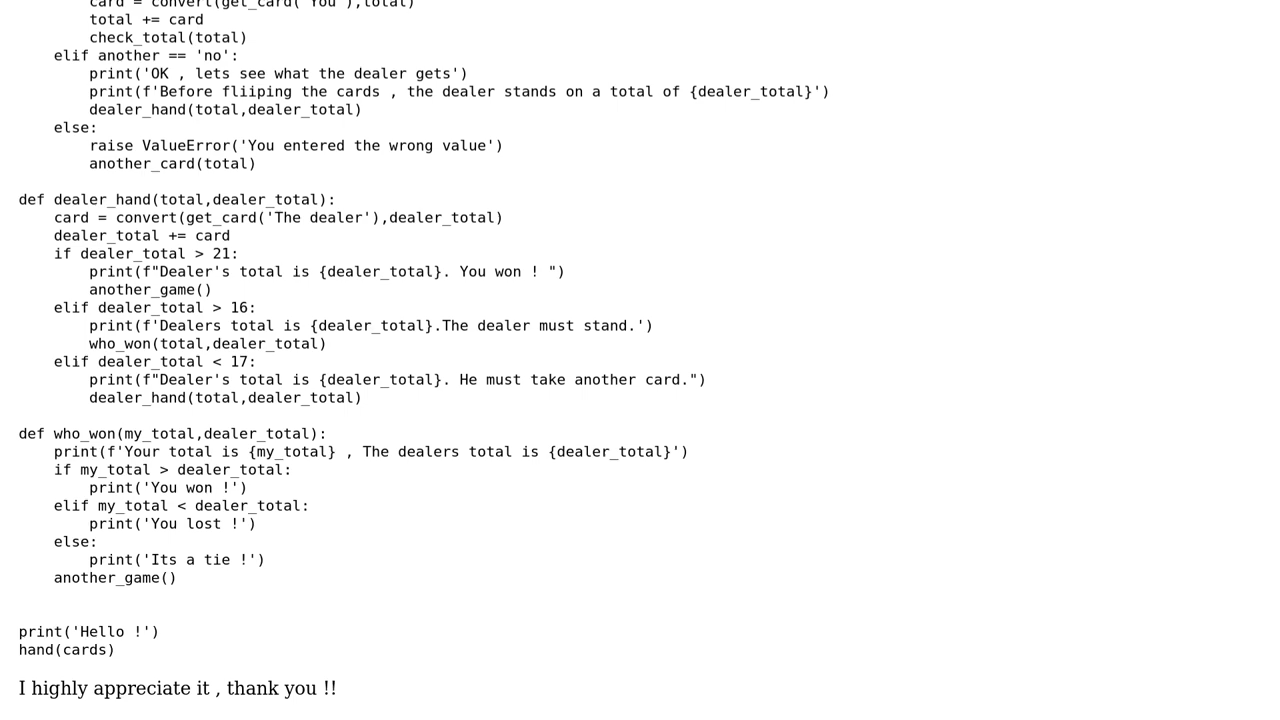 card = convert(get_card('You'),total)
        total += card
        check_total(total)
    elif another == 'no':
        print('OK , lets see what the dealer gets')
        print(f'Before fliiping the cards , the dealer stands on a total of {dealer_total}')
        dealer_hand(total,dealer_total)
    else:
        raise ValueError('You entered the wrong value')
        another_card(total)

def dealer_hand(total,dealer_total):
    card = convert(get_card('The dealer'),dealer_total)
    dealer_total += card
    if dealer_total > 21:
        print(f"Dealer's total is {dealer_total}. You won ! ")
        another_game()
    elif dealer_total > 16:
        print(f'Dealers total is {dealer_total}.The dealer must stand.')
        who_won(total,dealer_total)
    elif dealer_total < 17:
        print(f"Dealer's total is {dealer_total}. He must take another card.")
        dealer_hand(total,dealer_total)

def who_won(my_total,dealer_total):
    print(f'Your total is {my_total} , The dealers total is {dealer_total}')
    if my_total > dealer_total:
        print('You won !')
    elif my_total < dealer_total:
        print('You lost !')
    else:
        print('Its a tie !')
    another_game()


print('Hello !')
hand(cards)

I highly appreciate it , thank you !!